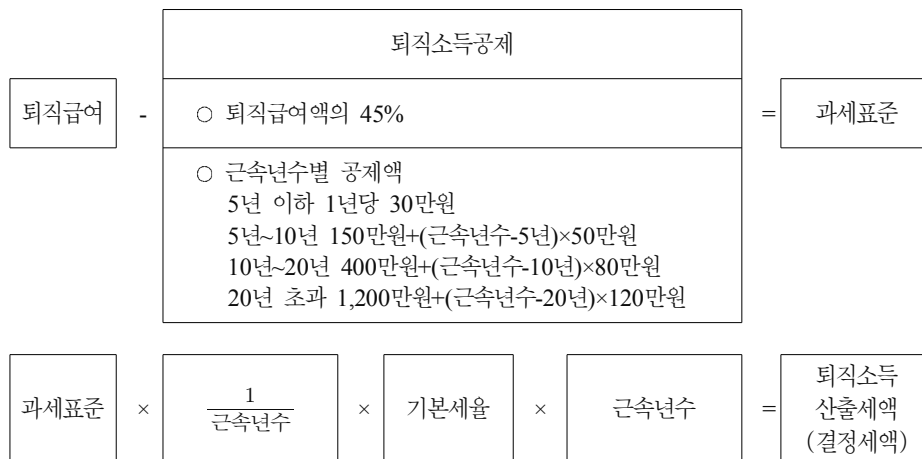 퇴직소득공제
퇴직급여 - ○ 퇴직급여액의 45% = 과세표준
○ 근속년수별 공제액
5년 이하 1년당 30만원
5년~10년 150만원+(근속년수-5년)×50만원
10년~20년 400만원+(근속년수-10년)×80만원
20년 초과 1,200만원+(근속년수-20년)×120만원
과세표준 × 1/근속년수 × 기본세율 × 근속년수 = 퇴직소득
산출세액
(결정세액)